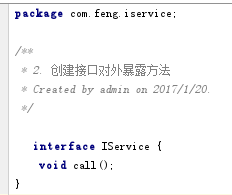 package com.feng.iservice;
/**
* 2. 创建接口对外暴露方法
* Created by admin on 2017/1/20.
*/
interface IService {
void call();
}